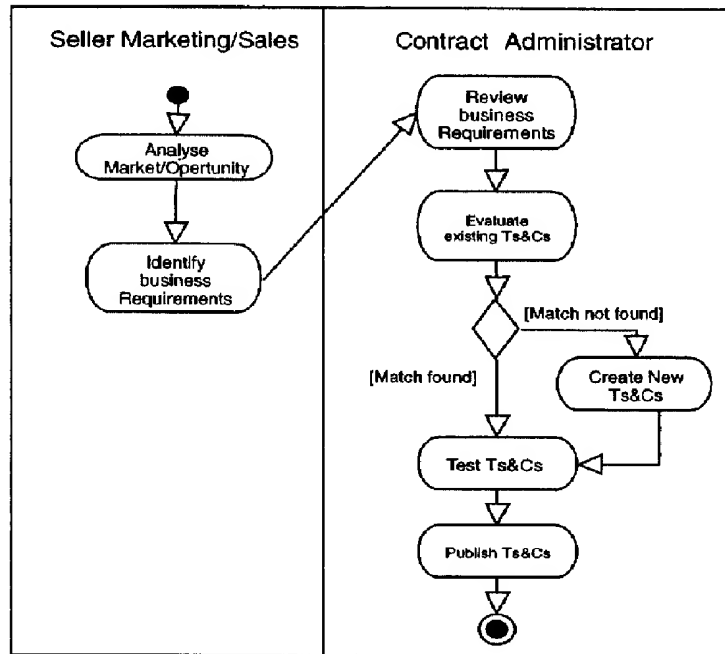 Seller Marketing/Sales
Analyse
Market/Opertunity
Identify
business
Requirements
Contract Administrator
Review
business
Requirements
Evaluate
existing Ts&Cs
[Match not found]
[Match found]
Create New
Ts&Cs
Test Ts&Cs
Publish Ts&Cs